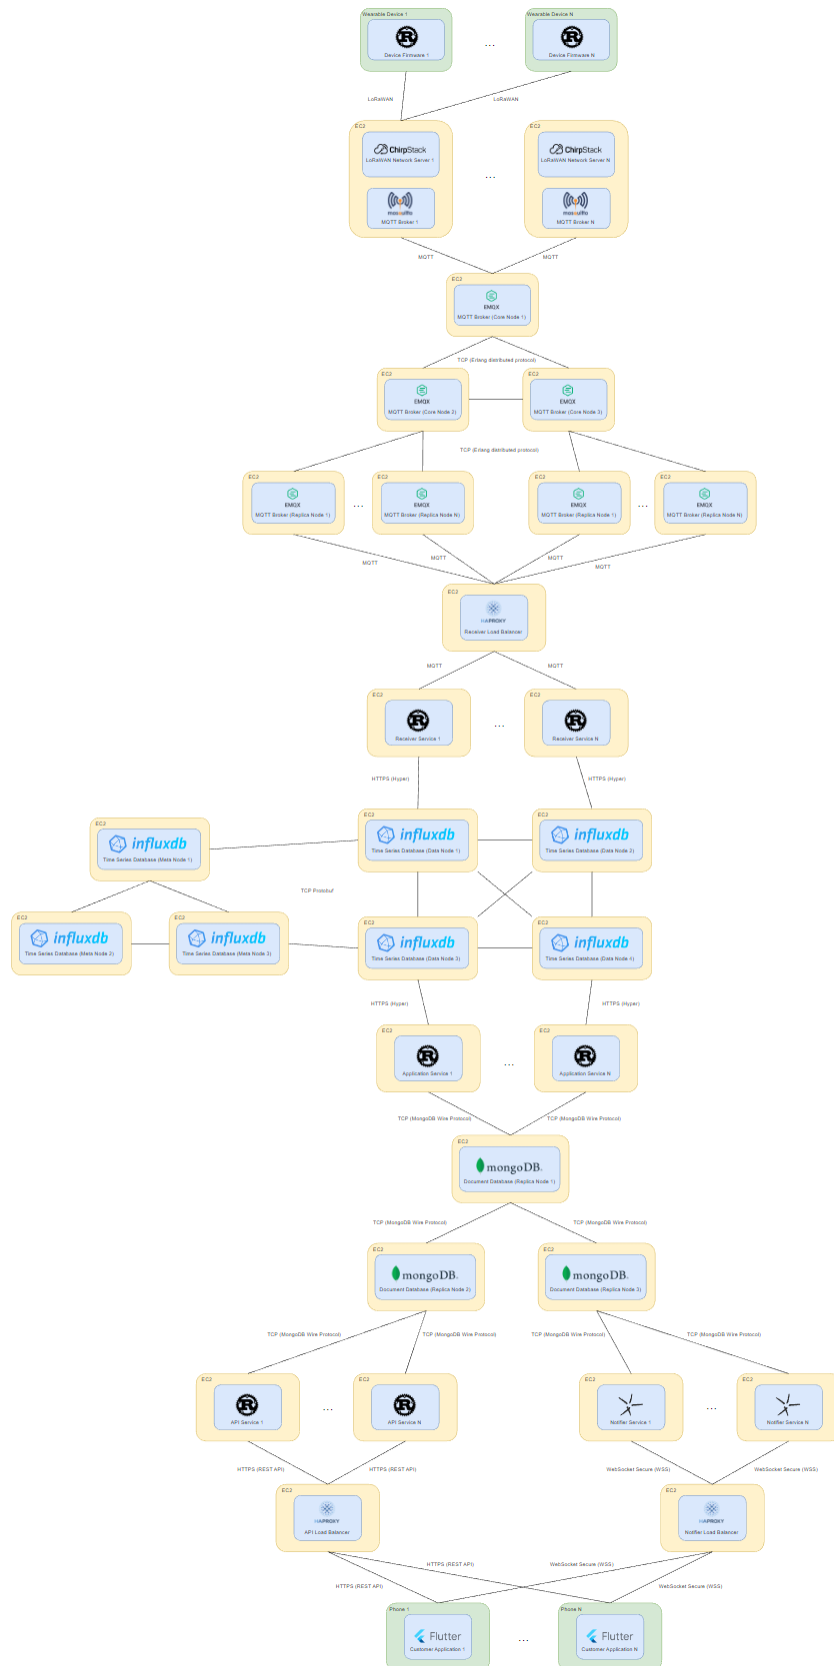 Wearable Device 1
Device Firmware 1
...
Wearable Device N
Device Firmware N
LoRaWAN
LoRaWAN
EC2
ChirpStack
LoRaWAN Network Server 1
mosquitto
MQTT Broker 1
...
EC2
ChirpStack
LoRaWAN Network Server N
mosquitto
MQTT Broker N
MQTT
MQTT
EC2
EMQX
MQTT Broker (Core Node 1)
TCP (Erlang distributed protocol)
EC2
EMQX
MQTT Broker (Core Node 2)
EC2
EMQX
MQTT Broker (Core Node 3)
TCP (Erlang distributed protocol)
EC2
EMQX
MQTT Broker (Replica Node 1)
...
EC2
EMQX
MQTT Broker (Replica Node N)
EC2
EMQX
MQTT Broker (Replica Node 1)
...
EC2
EMQX
MQTT Broker (Replica Node N)
MQTT
MQTT
MQTT
MQTT
EC2
HAPROXY
Receiver Load Balancer
MQTT
MQTT
EC2
Receiver Service 1
...
EC2
Receiver Service N
HTTPS (Hyper)
HTTPS (Hyper)
EC2
influxdb
Time Series Database (Meta Node 1)
EC2
influxdb
Time Series Database (Data Node 1)
EC2
influxdb
Time Series Database (Data Node 2)
TCP Protobuf
EC2
influxdb
Time Series Database (Meta Node 2)
EC2
influxdb
Time Series Database (Meta Node 3)
EC2
influxdb
Time Series Database (Data Node 3)
EC2
influxdb
Time Series Database (Data Node 4)
HTTPS (Hyper)
HTTPS (Hyper)
EC2
Application Service 1
...
EC2
Application Service N
TCP (MongoDB Wire Protocol)
TCP (MongoDB Wire Protocol)
EC2
mongoDB
Document Database (Replica Node 1)
TCP (MongoDB Wire Protocol)
TCP (MongoDB Wire Protocol)
EC2
mongoDB
Document Database (Replica Node 2)
EC2
mongoDB
Document Database (Replica Node 3)
TCP (MongoDB Wire Protocol)
TCP (MongoDB Wire Protocol)
TCP (MongoDB Wire Protocol)
TCP (MongoDB Wire Protocol)
EC2
API Service 1
...
EC2
API Service N
EC2
Notifier Service 1
...
EC2
Notifier Service N
HTTPS (REST API)
HTTPS (REST API)
WebSocket Secure (WSS)
WebSocket Secure (WSS)
EC2
HAPROXY
API Load Balancer
EC2
HAPROXY
Notifier Load Balancer
HTTPS (REST API)
WebSocket Secure (WSS)
HTTPS (REST API)
WebSocket Secure (WSS)
Phone 1
Flutter
Customer Application 1
...
Phone N
Flutter
Customer Application N